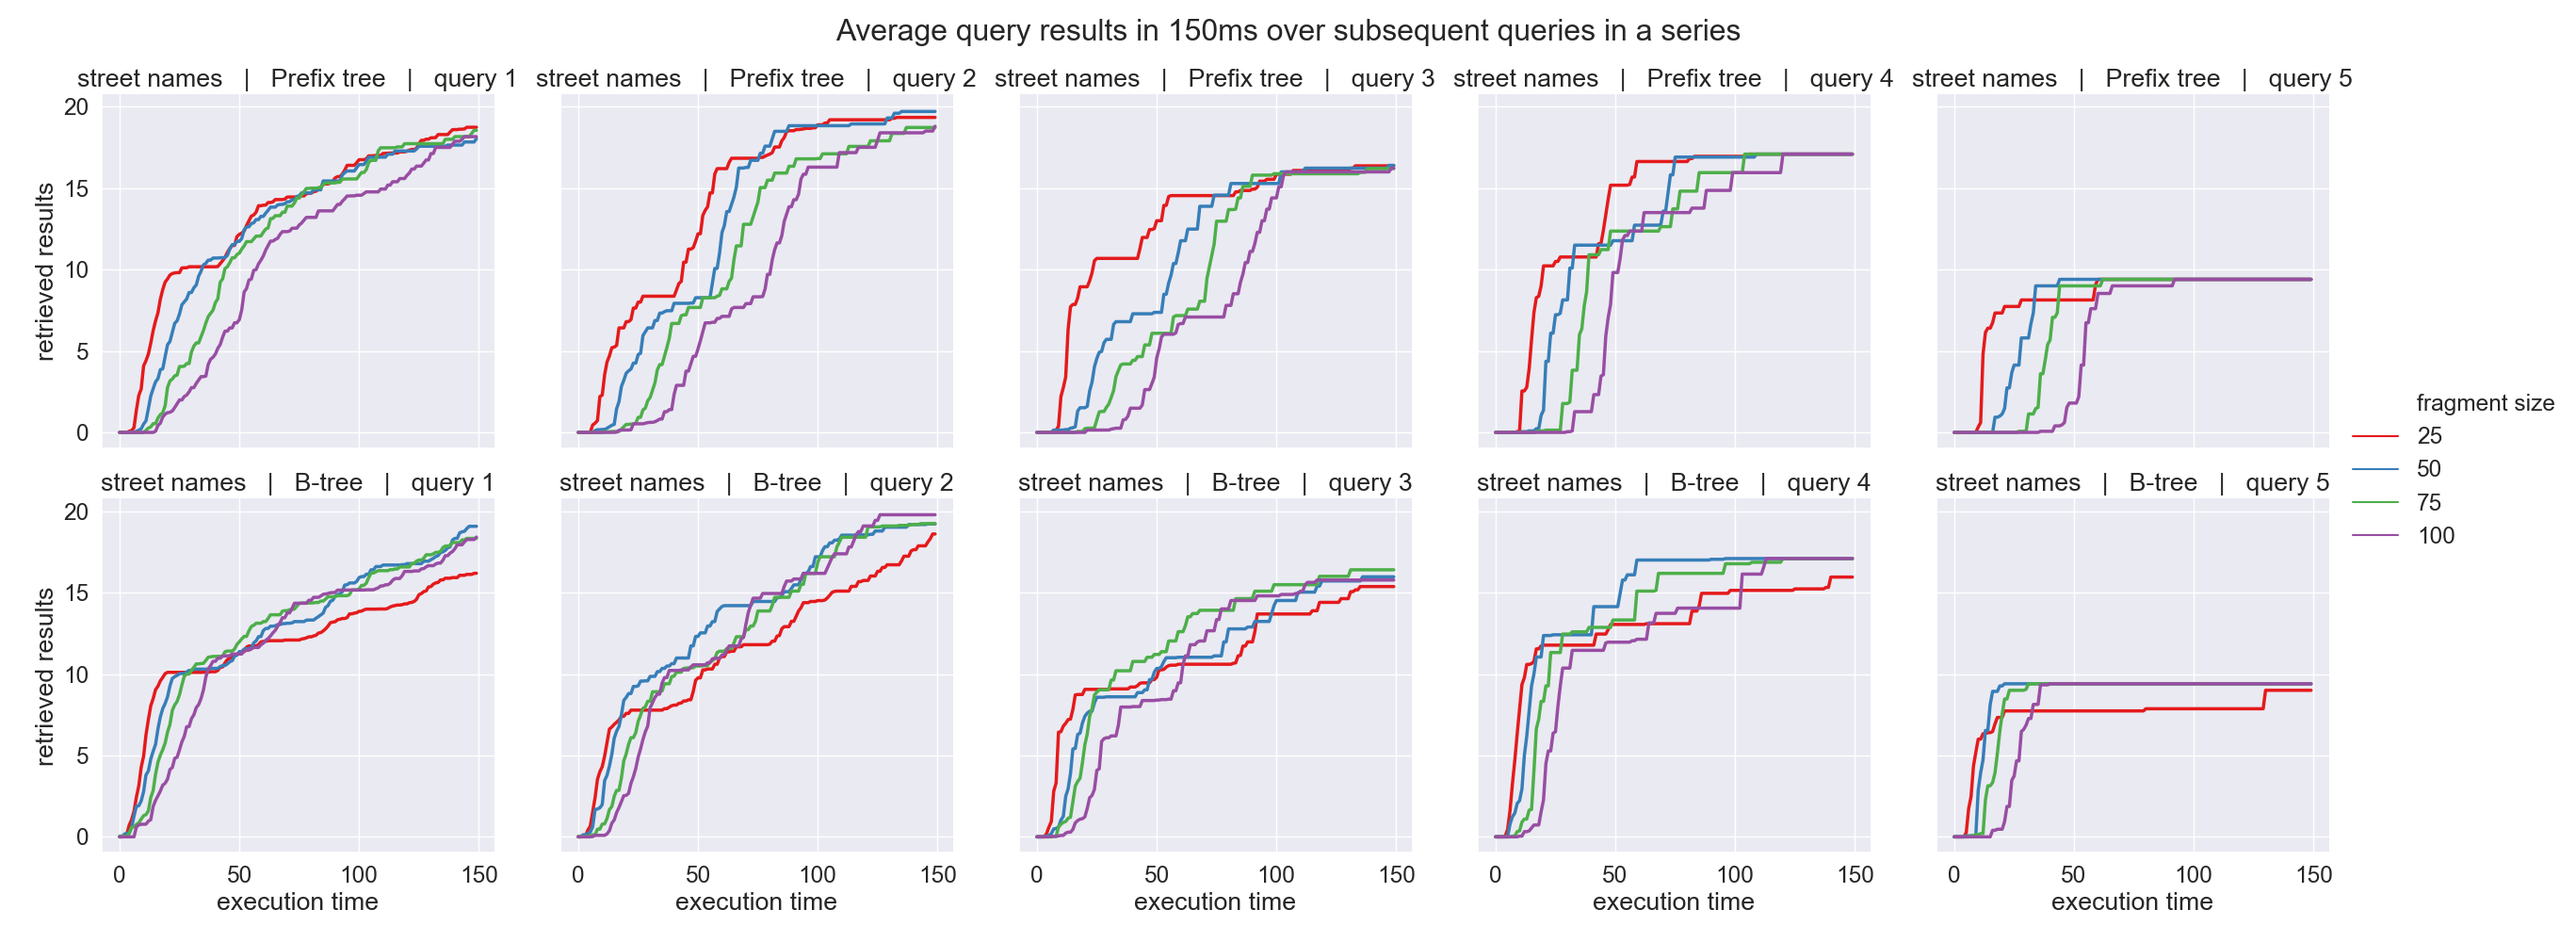 Average query results in 150ms over subsequent queries in a series
street names | Prefix tree | query 1
street names | Prefix tree | query 2
street names | Prefix tree | query 3
street names | Prefix tree | query 4
street names | Prefix tree | query 5
20
15
10
5
0
retrieved results
street names | B-tree | query 1
street names | B-tree | query 2
street names | B-tree | query 3
street names | B-tree | query 4
street names | B-tree | query 5
20
15
10
5
0
retrieved results
0 50 100 150
0 50 100 150
0 50 100 150
0 50 100 150
0 50 100 150
execution time
execution time
execution time
execution time
execution time
fragment size
25
50
75
100